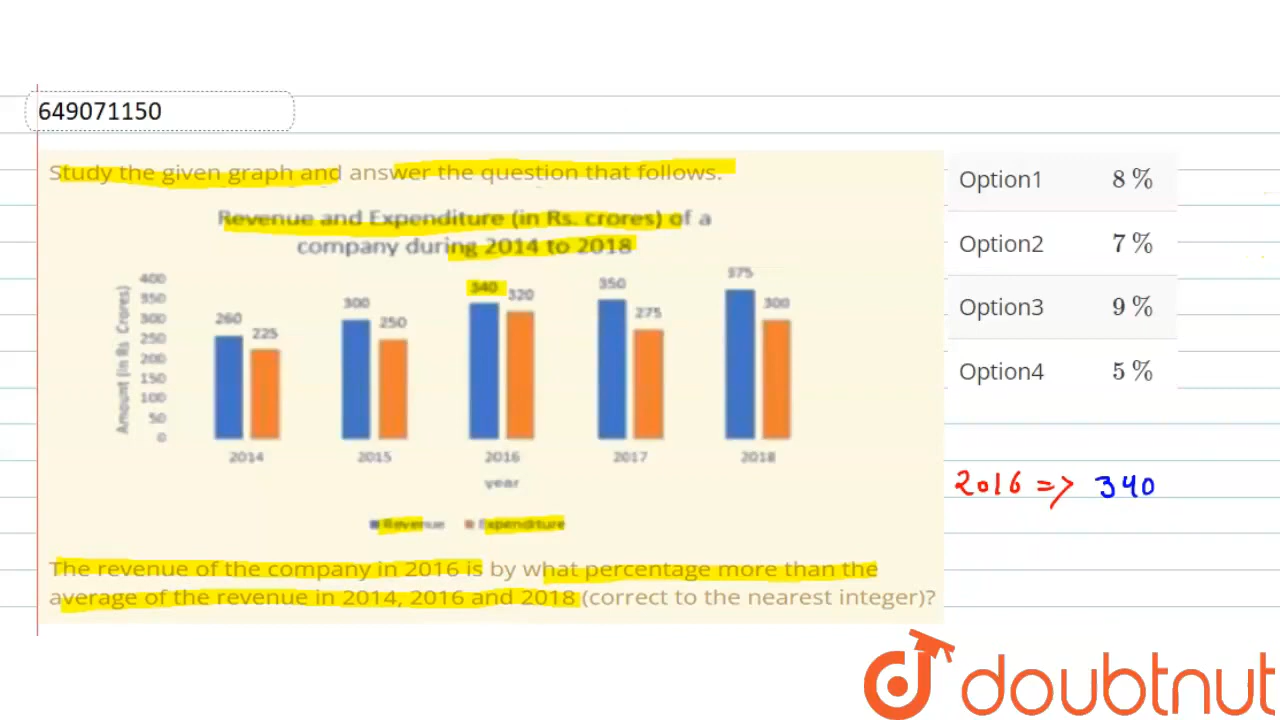 649071150
Study the given graph and answer the question that follows.
Revenue and Expenditure (in Rs. crores) of a
company during 2014 to 2018
Amount (in Rs Crores)
400
350
300
250
200
150
100
50
0
260
225
300
250
340
320
350
275
375
300
2014
2015
2016
2017
2018
year
Revenue
Expenditure
The revenue of the company in 2016 is by what percentage more than the
average of the revenue in 2014, 2016 and 2018 (correct to the nearest integer)?
Option1 8 %
Option2 7 %
Option3 9 %
Option4 5 %
2016 => 340
doubtnut